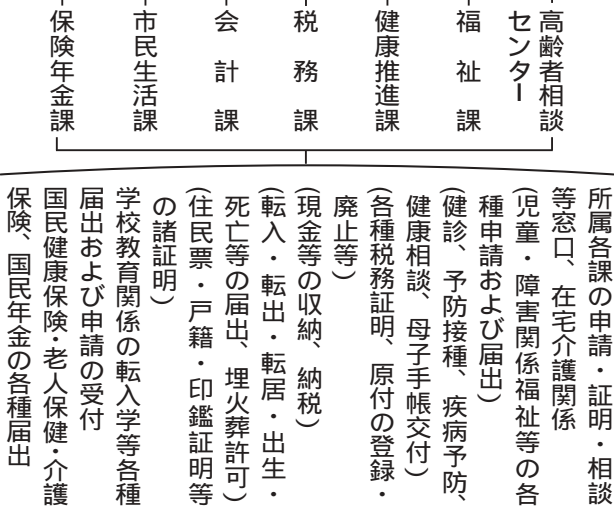 高齢者相談
センター
福祉課
健康推進課
税務課
会計課
市民生活課
保険年金課
所属各課の申請・証明・相談
等窓口、在宅介護関係
(児童・障害関係福祉等の各
種申請および届出)
(健診、予防接種、疾病予防、
健康相談、母子手帳交付)
(各種税務証明、原付の登録・
廃止等)
(現金等の収納、納税)
(転入・転出・転居・出生・
死亡等の届出、埋火葬許可)
(住民票・戸籍・印鑑証明等
の諸証明)
学校教育関係の転入学等各種
届出および申請の受付
国民健康保険・老人保健・介護
保険、国民年金の各種届出